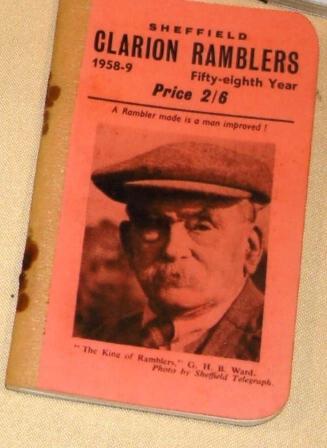 SHEFFIELD
CLARION RAMBLERS
1958-9 Fifty-eighth Year
Price 2/6
A Rambler made is a man improved !
"The King of Ramblers," G. H. B. Ward.
Photo by Sheffield Telegraph.